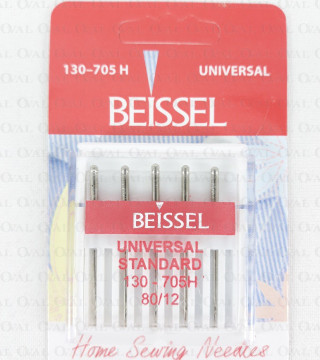 130-705 H UNIVERSAL
BEISSEL
BEISSEL
UNIVERSAL
STANDARD
130 - 705H
80/12
Home Sewing Needles